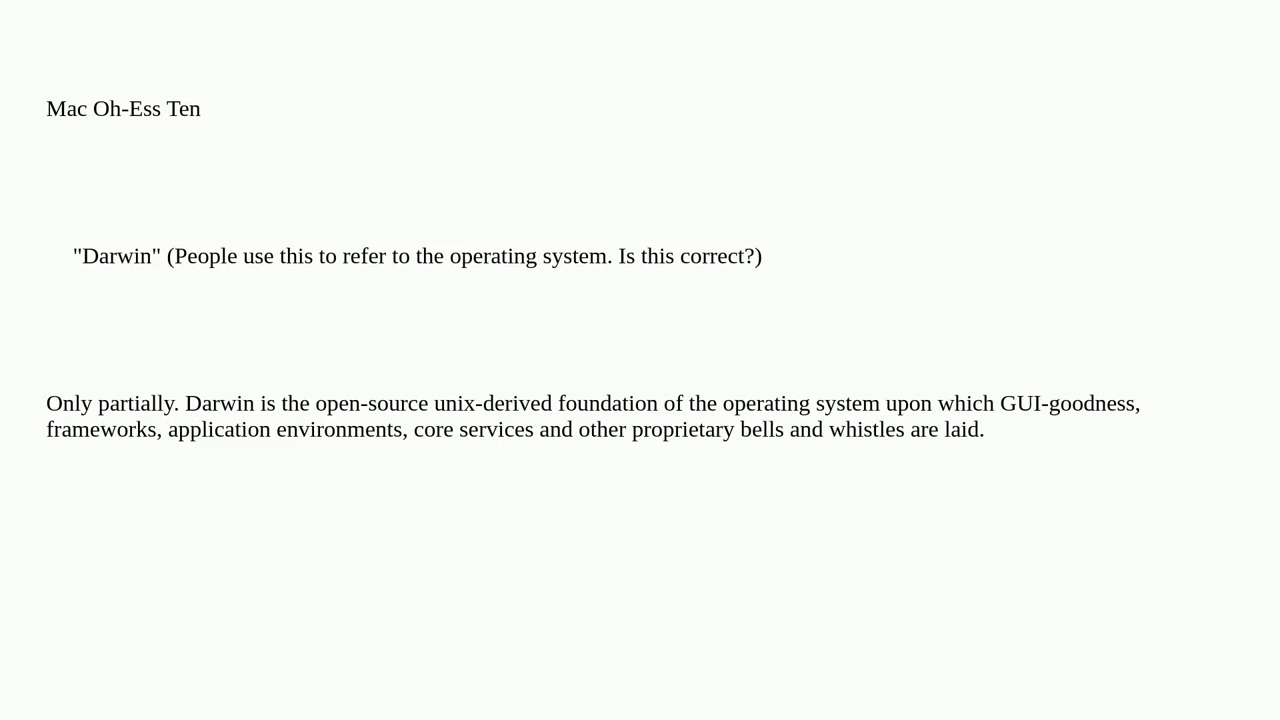 Mac Oh-Ess Ten
"Darwin" (People use this to refer to the operating system. Is this correct?)
Only partially. Darwin is the open-source unix-derived foundation of the operating system upon which GUI-goodness,
frameworks, application environments, core services and other proprietary bells and whistles are laid.